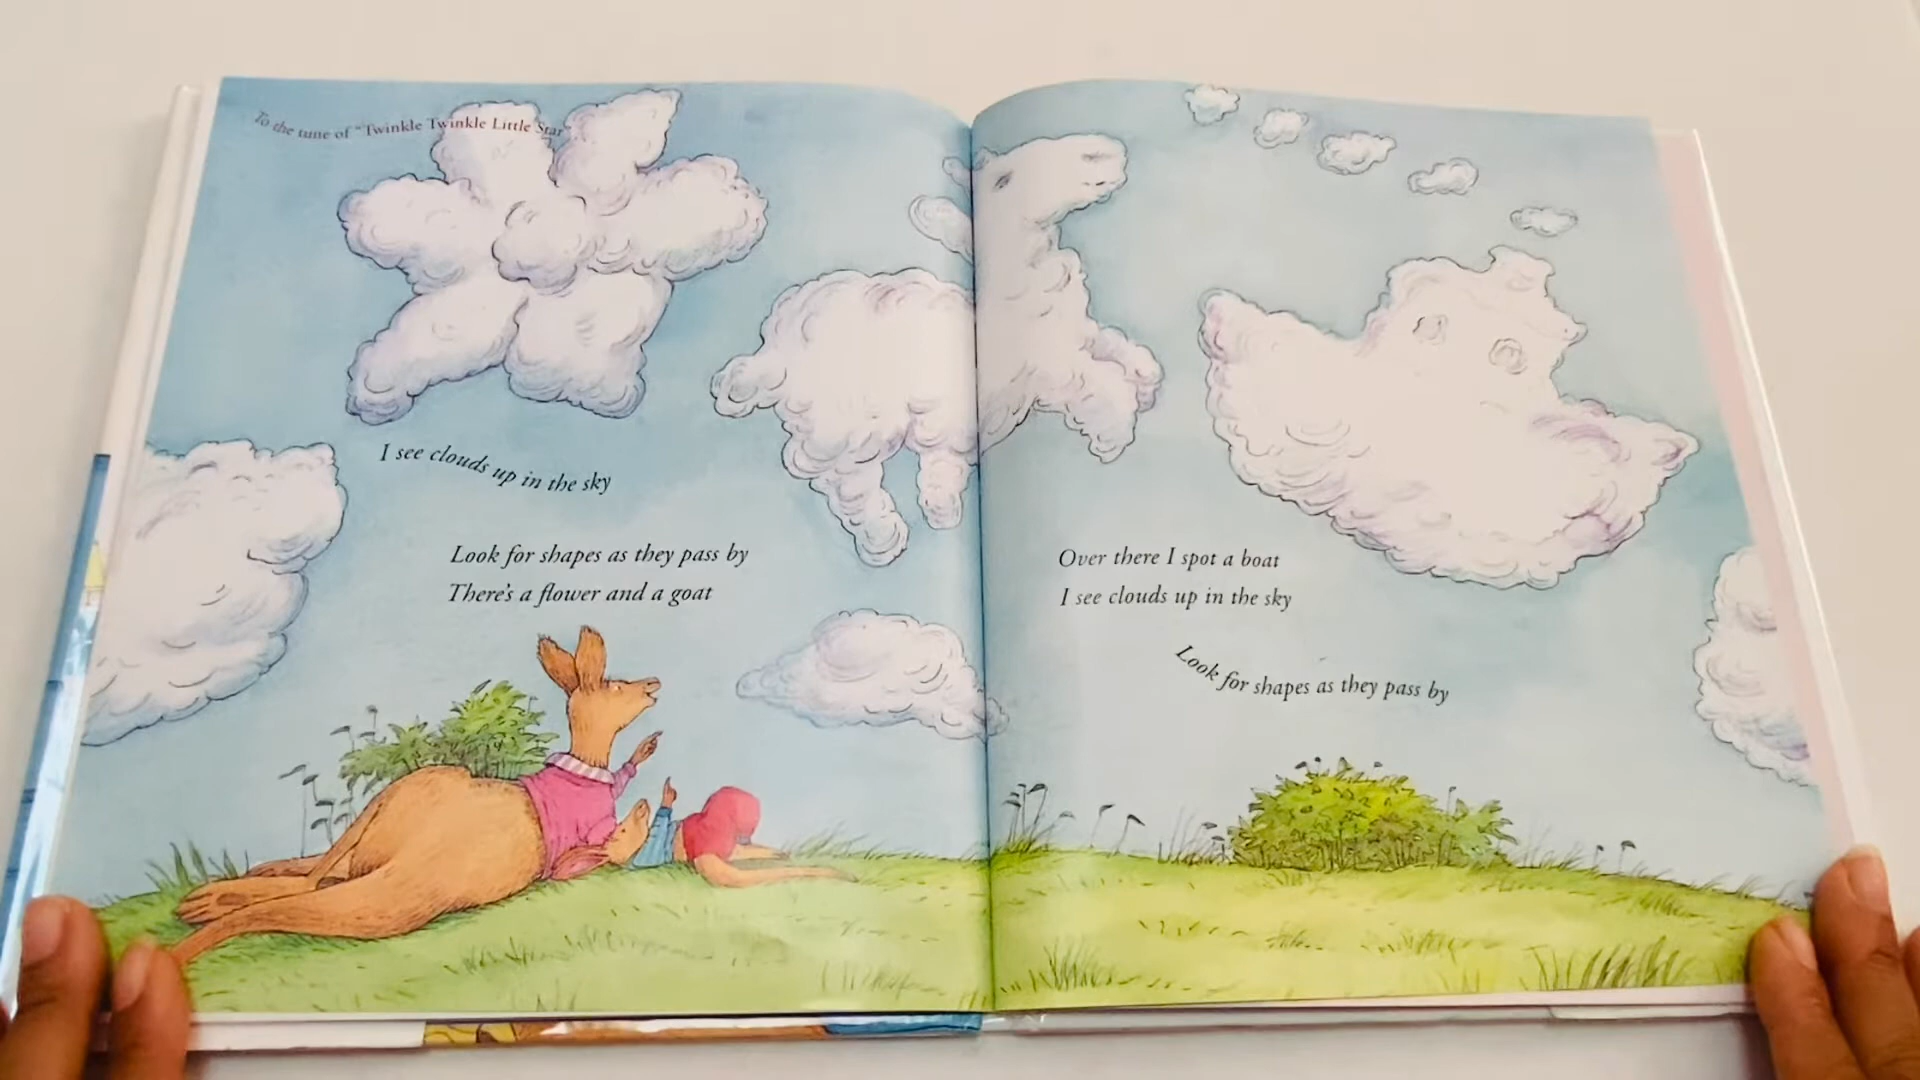 To the tune of "Twinkle Twinkle Little Star
I see clouds up in the sky
Look for shapes as they pass by
There's a flower and a goat
Over there I spot a boat
I see clouds up in the sky
Look for shapes as they pass by